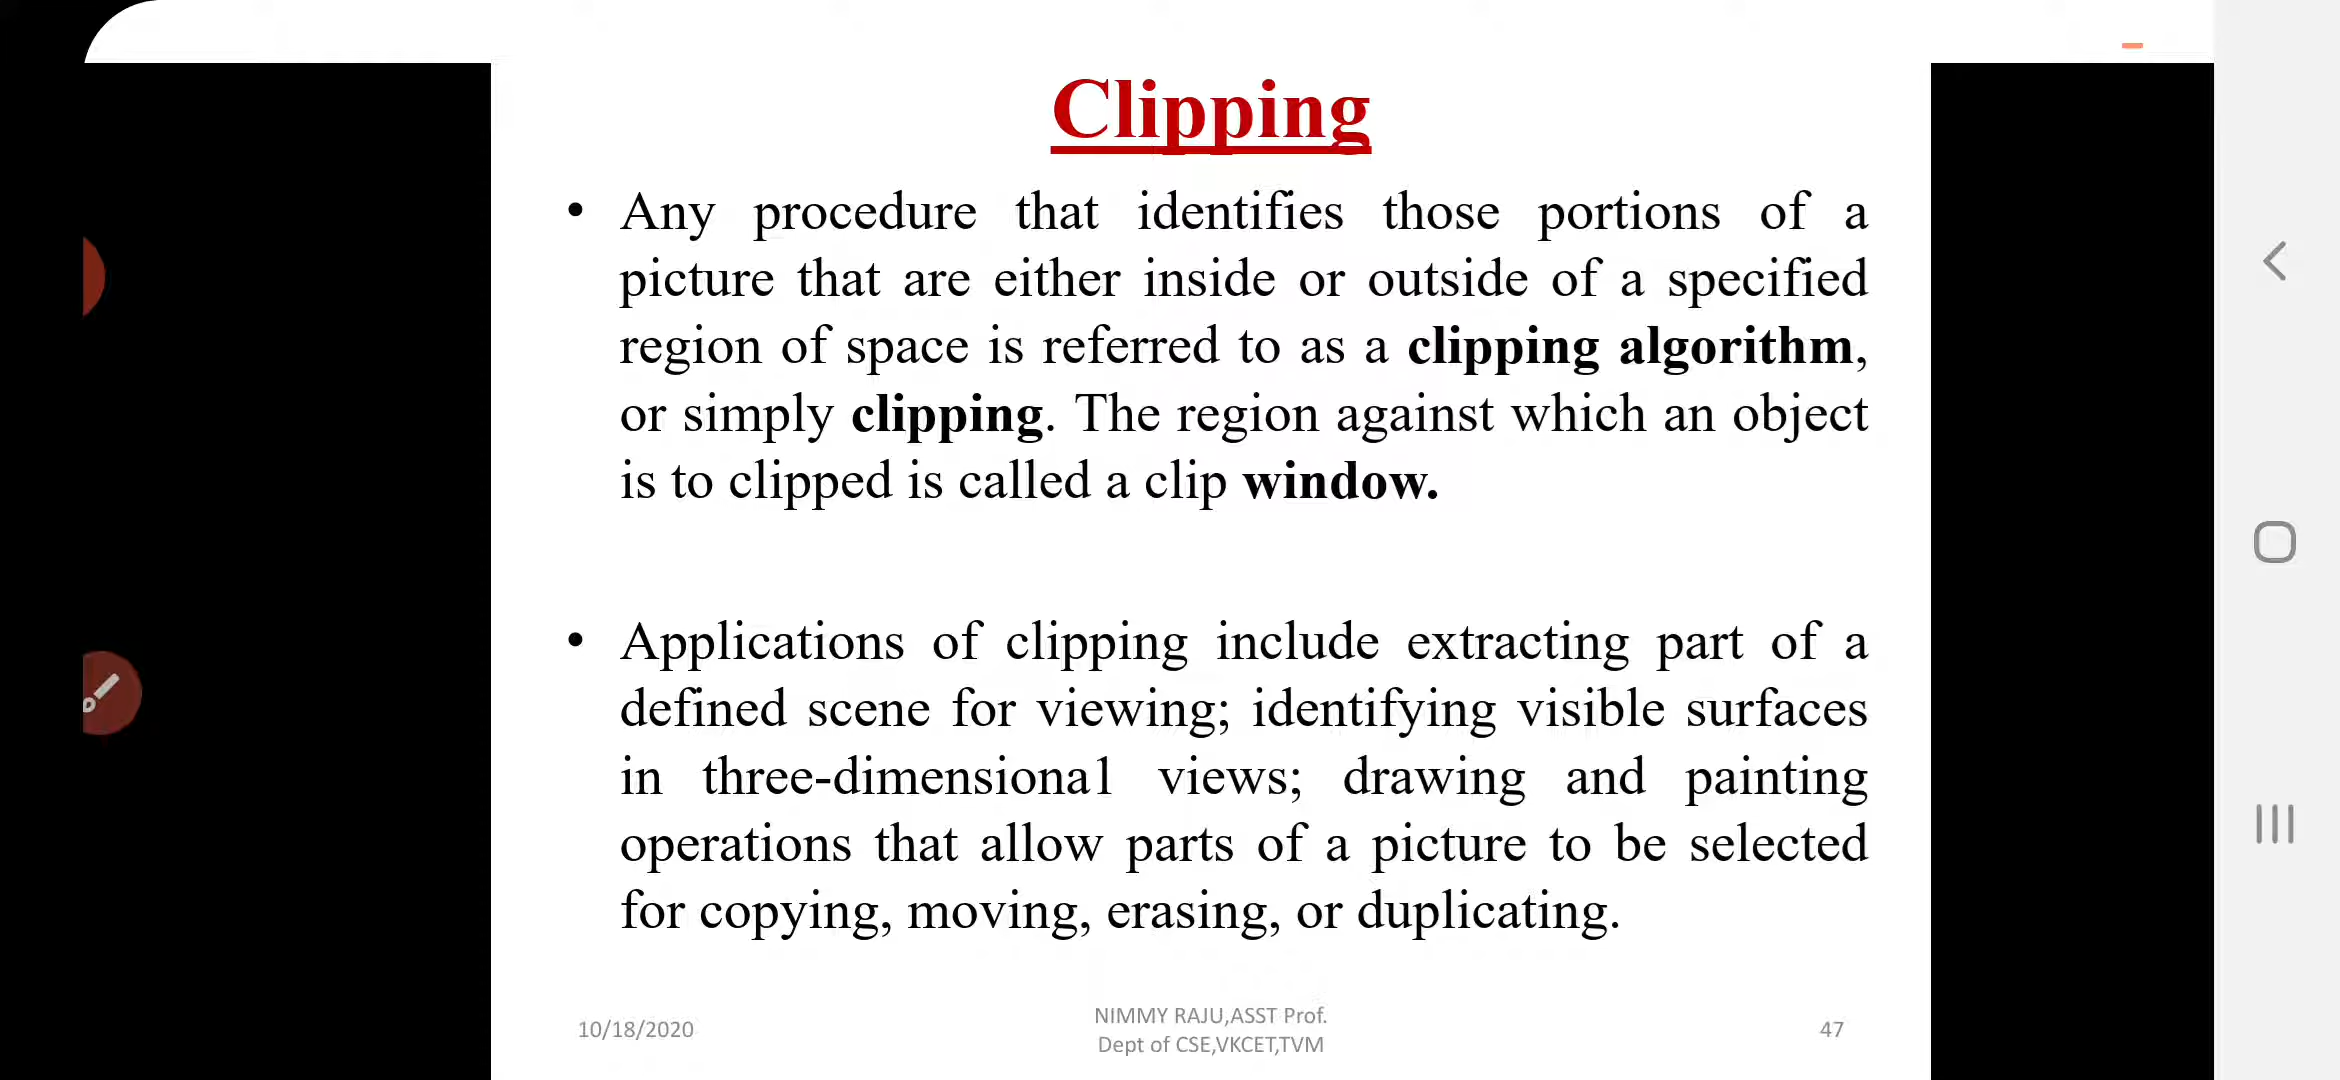 Clipping
• Any procedure that identifies those portions of a
picture that are either inside or outside of a specified
region of space is referred to as a clipping algorithm,
or simply clipping. The region against which an object
is to clipped is called a clip window.
• Applications of clipping include extracting part of a
defined scene for viewing; identifying visible surfaces
in three-dimensiona1 views; drawing and painting
operations that allow parts of a picture to be selected
for copying, moving, erasing, or duplicating.
10/18/2020
NIMMY RAJU,ASST Prof.
Dept of CSE,VKCET,TVM
47